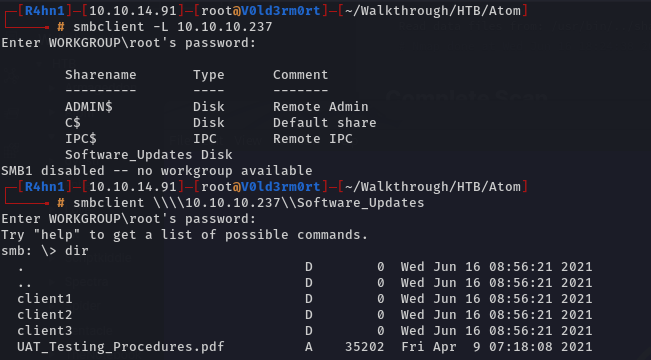 [R4hn1]-[10.10.14.91]-[root@V0ld3rm0rt]-[~/Walkthrough/HTB/Atom]
# smbclient -L 10.10.10.237
Enter WORKGROUP\root's password:
Sharename Type Comment
--------- ---- -------
ADMIN$ Disk Remote Admin
C$ Disk Default share
IPC$ IPC Remote IPC
Software_Updates Disk
SMB1 disabled -- no workgroup available
[R4hn1]-[10.10.14.91]-[root@V0ld3rm0rt]-[~/Walkthrough/HTB/Atom]
# smbclient \\\\10.10.10.237\\Software_Updates
Enter WORKGROUP\root's password:
Try "help" to get a list of possible commands.
smb: \> dir
. D 0 Wed Jun 16 08:56:21 2021
.. D 0 Wed Jun 16 08:56:21 2021
client1 D 0 Wed Jun 16 08:56:21 2021
client2 D 0 Wed Jun 16 08:56:21 2021
client3 D 0 Wed Jun 16 08:56:21 2021
UAT_Testing_Procedures.pdf A 35202 Fri Apr 9 07:18:08 2021